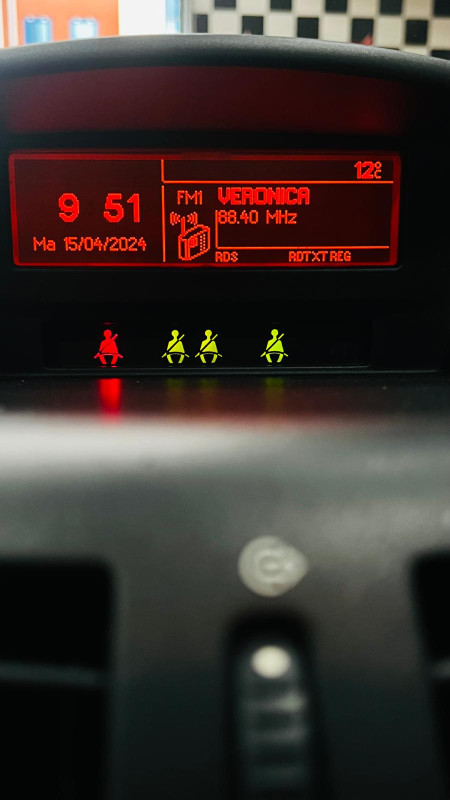 12°C
FM1 VERONICA
9 51
88.40 MHz
Ma 15/04/2024
RDS RDTXT REG